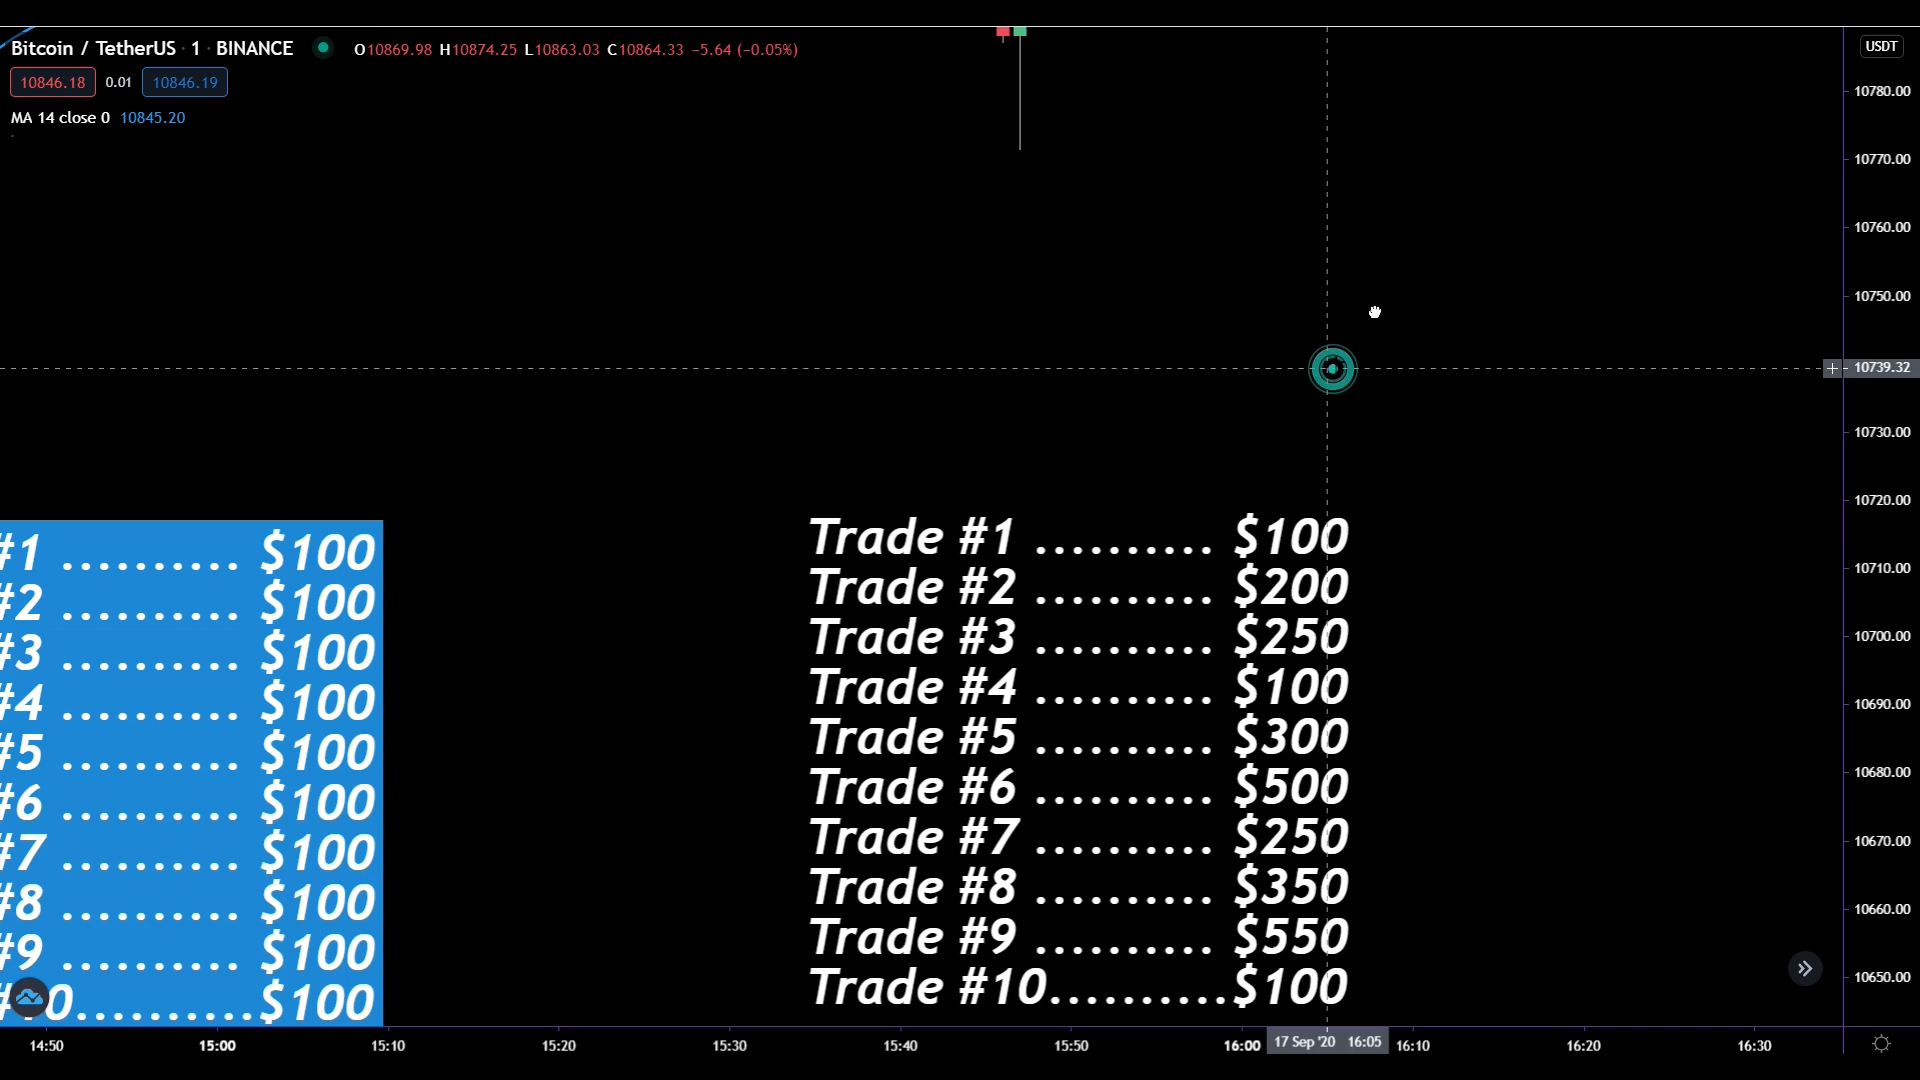 Bitcoin / TetherUS · 1 · BINANCE O10869.98 H10874.25 L10863.03 C10864.33 −5.64 (−0.05%)
USDT
10846.18 0.01 10846.19
MA 14 close 0 10845.20
10780.00
10770.00
10760.00
10750.00
10739.32
10730.00
10720.00
10710.00
10700.00
10690.00
10680.00
10670.00
10660.00
10650.00
#1 .......... $100
#2 .......... $100
#3 .......... $100
#4 .......... $100
#5 .......... $100
#6 .......... $100
#7 .......... $100
#8 .......... $100
#9 .......... $100
0..........$100
Trade #1 .......... $100
Trade #2 .......... $200
Trade #3 .......... $250
Trade #4 .......... $100
Trade #5 .......... $300
Trade #6 .......... $500
Trade #7 .......... $250
Trade #8 .......... $350
Trade #9 .......... $550
Trade #10..........$100
14:50 15:00 15:10 15:20 15:30 15:40 15:50 16:00 17 Sep '20 16:05 16:10 16:20 16:30